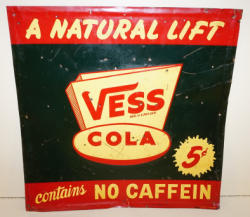 A NATURAL LIFT
VESS
COLA
5¢
contains NO CAFFEIN